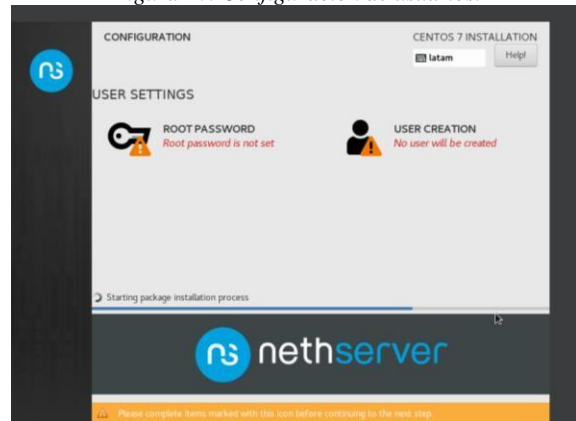 CONFIGURATION
CENTOS 7 INSTALLATION
latam
Help!
USER SETTINGS
ROOT PASSWORD
Root password is not set
USER CREATION
No user will be created
Starting package installation process
nethserver
Please complete items marked with this icon before continuing to the next step.